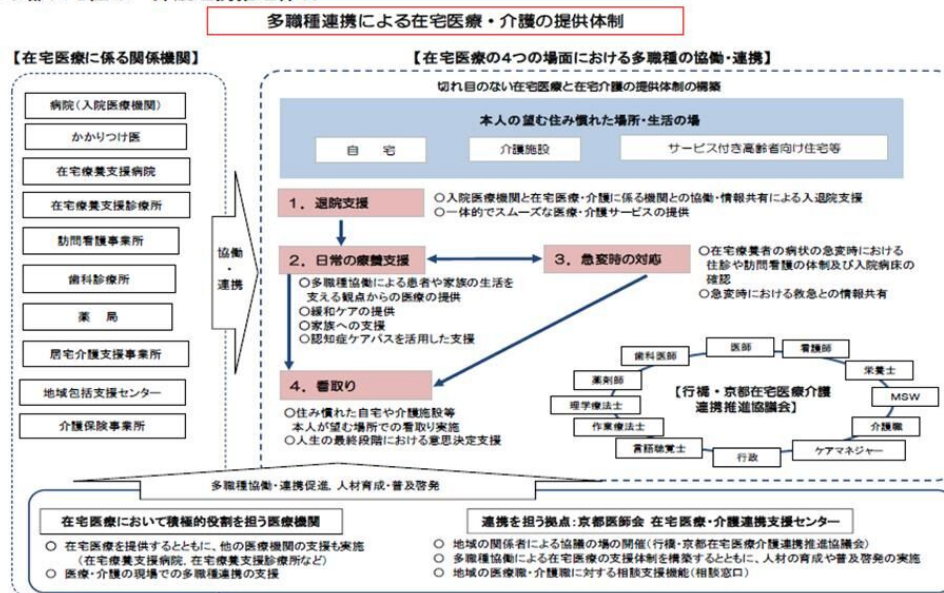 多職種連携による在宅医療・介護の提供体制
【在宅医療に係る関係機関】
病院(入院医療機関)
かかりつけ医
在宅療養支援病院
在宅療養支援診療所
訪問看護事業所
歯科診療所
薬 局
居宅介護支援事業所
地域包括支援センター
介護保険事業所
協働・連携
【在宅医療の4つの場面における多職種の協働・連携】
切れ目のない在宅医療と在宅介護の提供体制の構築
本人の望む住み慣れた場所・生活の場
自 宅
介護施設
サービス付き高齢者向け住宅等
1.退院支援
○入院医療機関と在宅医療・介護に係る機関との協働・情報共有による入退院支援
○一体的でスムーズな医療・介護サービスの提供
2.日常の療養支援
○多職種協働による患者や家族の生活を
支える観点からの医療の提供
○緩和ケアの提供
○家族への支援
○認知症ケアパスを活用した支援
3.急変時の対応
○在宅療養者の病状の急変時における
往診や訪問看護の体制及び入院病床の
確認
○急変時における救急との情報共有
4.看取り
○住み慣れた自宅や介護施設等
本人が望む場所での看取り実施
○人生の最終段階における意思決定支援
医師
看護師
栄養士
MSW
介護職
ケアマネジャー
行政
言語聴覚士
作業療法士
理学療法士
薬剤師
歯科医師
【行橋・京都在宅医療介護
連携推進協議会】
多職種協働・連携促進、人材育成・普及啓発
在宅医療において積極的役割を担う医療機関
○ 在宅医療を提供するとともに、他の医療機関の支援も実施
(在宅療養支援病院、在宅療養支援診療所など)
○ 医療・介護の現場での多職種連携の支援
連携を担う拠点:京都医師会 在宅医療・介護連携支援センター
○ 地域の関係者による協議の場の開催(行橋・京都在宅医療介護連携推進協議会)
○ 多職種協働による在宅医療の支援体制を構築するとともに、人材の育成や普及啓発の実施
○ 地域の医療職・介護職に対する相談支援機能(相談窓口)